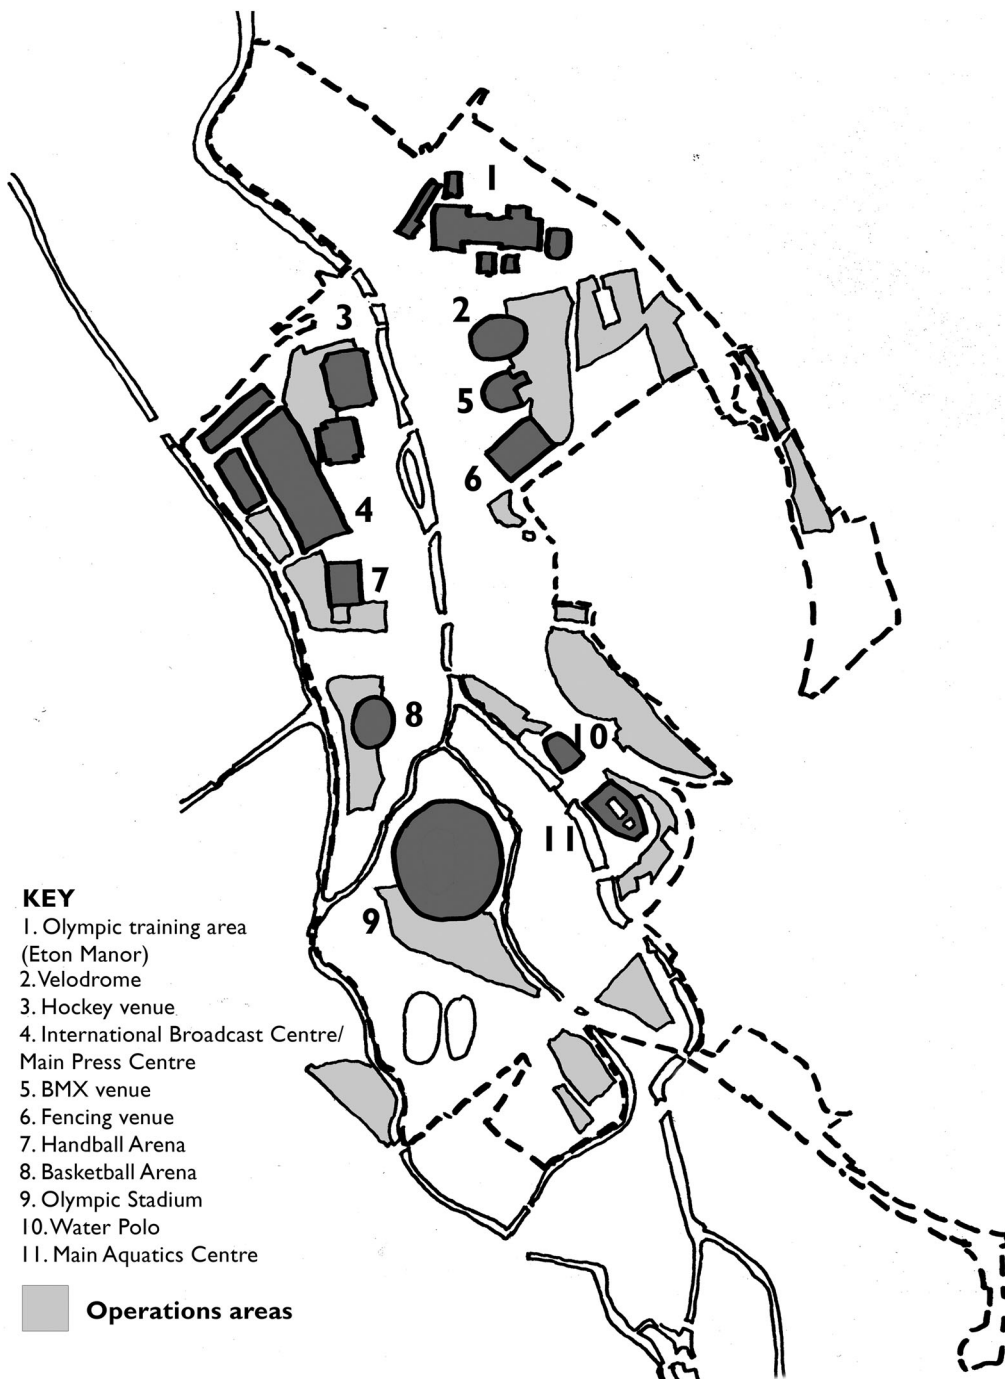 1
2
3
5
6
4
7
8
10
11
9
KEY
1. Olympic training area
(Eton Manor)
2. Velodrome
3. Hockey venue
4. International Broadcast Centre/
Main Press Centre
5. BMX venue
6. Fencing venue
7. Handball Arena
8. Basketball Arena
9. Olympic Stadium
10. Water Polo
11. Main Aquatics Centre
Operations areas